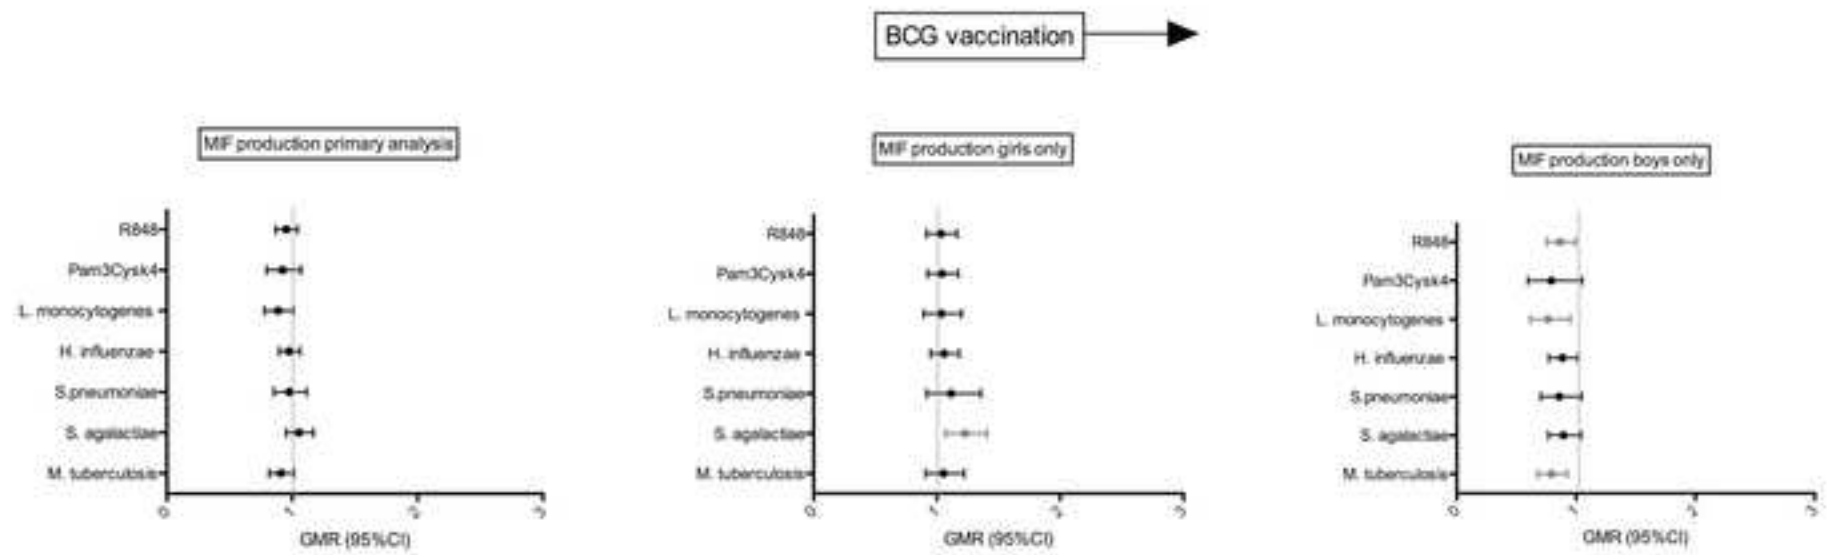 BCG vaccination
MIF production primary analysis
R848
Pam3Cysk4
L. monocytogenes
H. influenzae
S.pneumoniae
S. agalactiae
M. tuberculosis
0 1 2 3
GMR (95%CI)
MIF production girls only
R848
Pam3Cysk4
L. monocytogenes
H. influenzae
S.pneumoniae
S. agalactiae
M. tuberculosis
0 1 2 3
GMR (95%CI)
MIF production boys only
R848
Pam3Cysk4
L. monocytogenes
H. influenzae
S.pneumoniae
S. agalactiae
M. tuberculosis
0 1 2 3
GMR (95%CI)